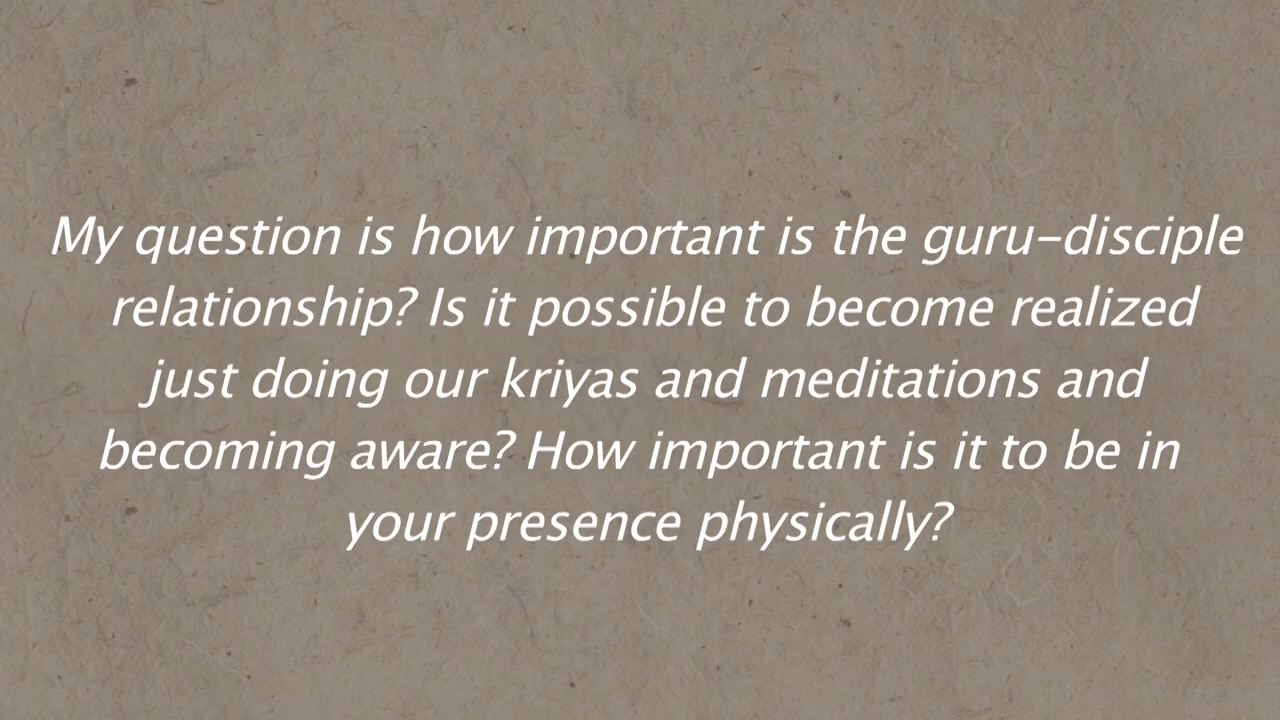 My question is how important is the guru-disciple
relationship? Is it possible to become realized
just doing our kriyas and meditations and
becoming aware? How important is it to be in
your presence physically?